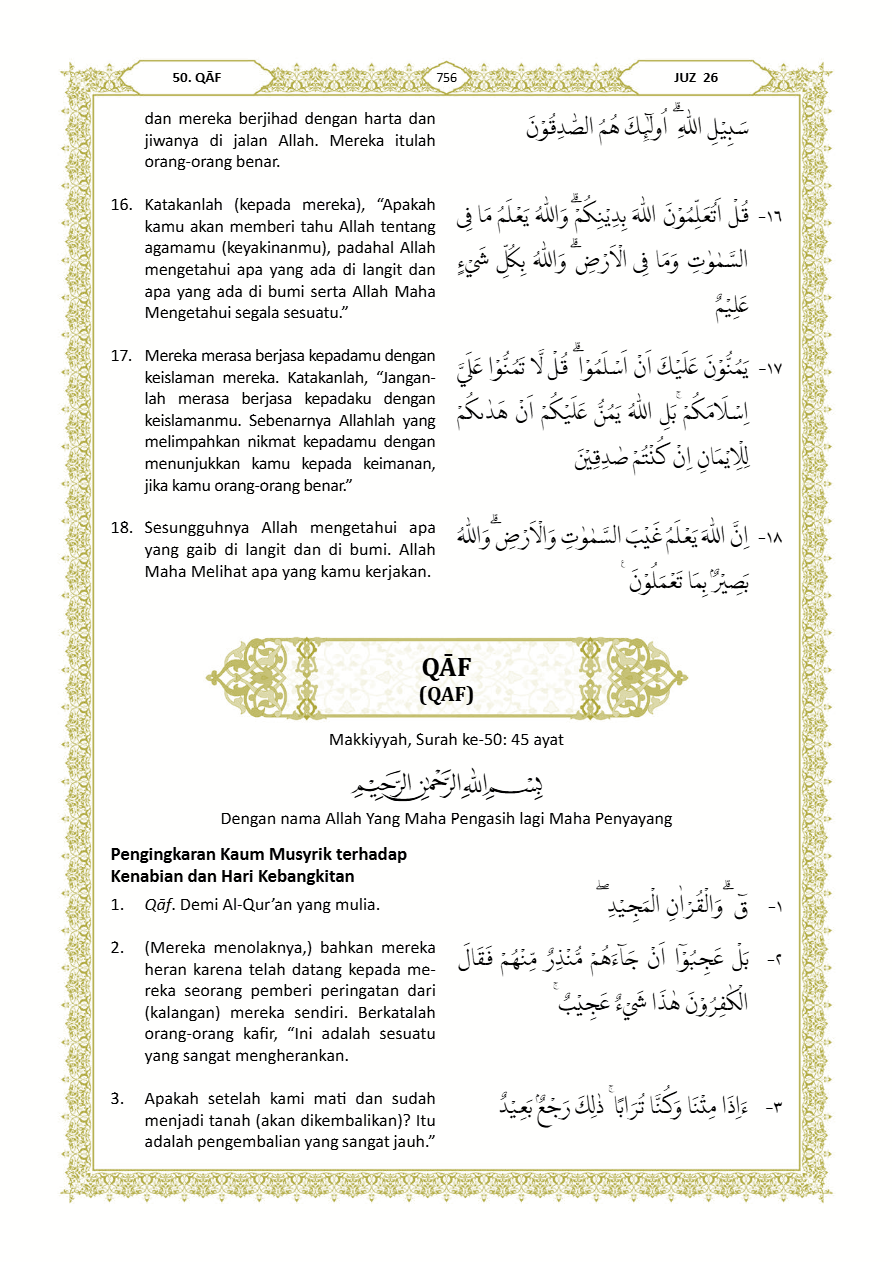 50. QĀF
756
JUZ 26
dan mereka berjihad dengan harta dan
jiwanya di jalan Allah. Mereka itulah
orang-orang benar.
سَبِيْلِ اللّٰهِ ۗ اُولٰۤىِٕكَ هُمُ الصّٰدِقُوْنَ
16. Katakanlah (kepada mereka), “Apakah
kamu akan memberi tahu Allah tentang
agamamu (keyakinanmu), padahal Allah
mengetahui apa yang ada di langit dan
apa yang ada di bumi serta Allah Maha
Mengetahui segala sesuatu.”
١٦- قُلْ اَتُعَلِّمُوْنَ اللّٰهَ بِدِيْنِكُمْۗ وَاللّٰهُ يَعْلَمُ مَا فِى
السَّمٰوٰتِ وَمَا فِى الْاَرْضِۗ وَاللّٰهُ بِكُلِّ شَيْءٍ
عَلِيْمٌ
17. Mereka merasa berjasa kepadamu dengan
keislaman mereka. Katakanlah, “Jangan-
lah merasa berjasa kepadaku dengan
keislamanmu. Sebenarnya Allahlah yang
melimpahkan nikmat kepadamu dengan
menunjukkan kamu kepada keimanan,
jika kamu orang-orang benar.”
١٧- يَمُنُّوْنَ عَلَيْكَ اَنْ اَسْلَمُوْا ۗ قُلْ لَّا تَمُنُّوْا عَلَيَّ
اِسْلَامَكُمْ ۚبَلِ اللّٰهُ يَمُنُّ عَلَيْكُمْ اَنْ هَدٰىكُمْ
لِلْاِيْمَانِ اِنْ كُنْتُمْ صٰدِقِيْنَ
18. Sesungguhnya Allah mengetahui apa
yang gaib di langit dan di bumi. Allah
Maha Melihat apa yang kamu kerjakan.
١٨- اِنَّ اللّٰهَ يَعْلَمُ غَيْبَ السَّمٰوٰتِ وَالْاَرْضِۗ وَاللّٰهُ
بَصِيْرٌۢ بِمَا تَعْمَلُوْنَ ࣖ
QĀF
(QAF)
Makkiyyah, Surah ke-50: 45 ayat
بِسْمِ اللّٰهِ الرَّحْمٰنِ الرَّحِيْمِ
Dengan nama Allah Yang Maha Pengasih lagi Maha Penyayang
Pengingkaran Kaum Musyrik terhadap
Kenabian dan Hari Kebangkitan
1. Qāf. Demi Al-Qur’an yang mulia.
١- قۤ ۗوَالْقُرْاٰنِ الْمَجِيْدِ ۖ
2. (Mereka menolaknya,) bahkan mereka
heran karena telah datang kepada me-
reka seorang pemberi peringatan dari
(kalangan) mereka sendiri. Berkatalah
orang-orang kafir, “Ini adalah sesuatu
yang sangat mengherankan.
٢- بَلْ عَجِبُوْٓا اَنْ جَاۤءَهُمْ مُّنْذِرٌ مِّنْهُمْ فَقَالَ
الْكٰفِرُوْنَ هٰذَا شَيْءٌ عَجِيْبٌ ۚ
3. Apakah setelah kami mati dan sudah
menjadi tanah (akan dikembalikan)? Itu
adalah pengembalian yang sangat jauh.”
٣- ءَاِذَا مِتْنَا وَكُنَّا تُرَابًا ۚ ذٰلِكَ رَجْعٌۢ بَعِيْدٌ